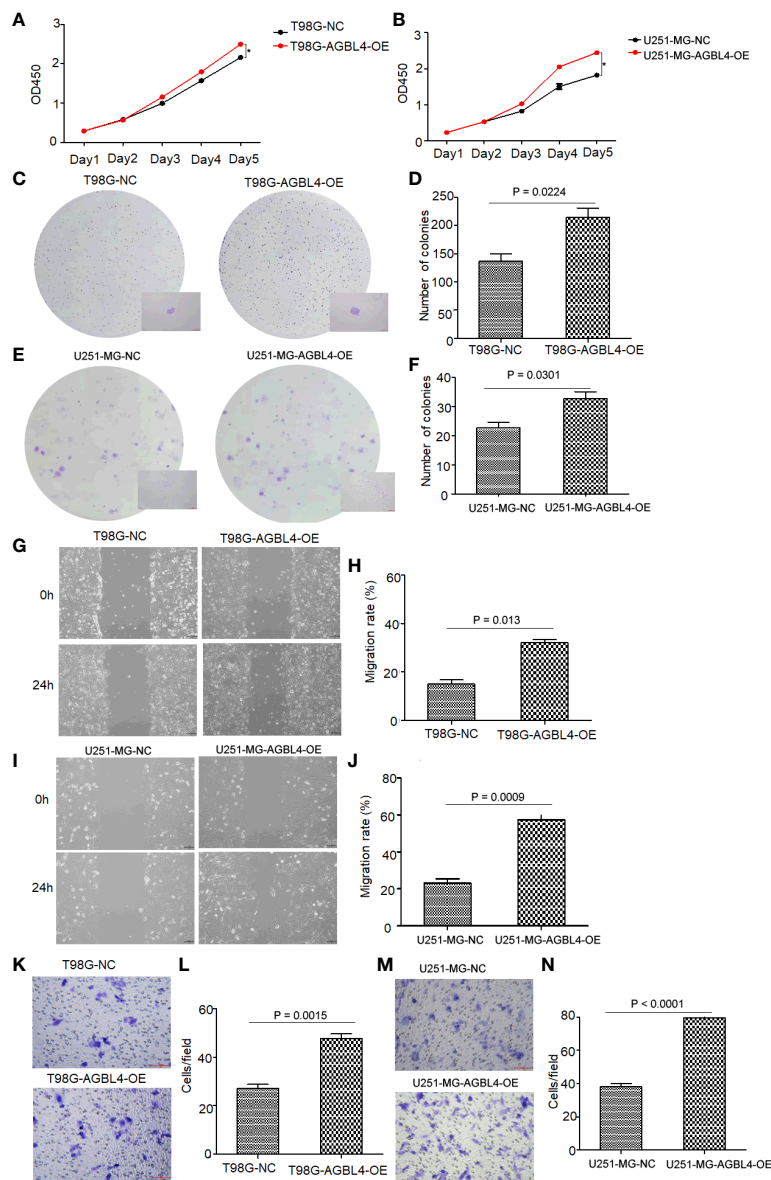 A
T98G-NC
T98G-AGBL4-OE
OD450
3
2
1
0
*
Day1 Day2 Day3 Day4 Day5
B
U251-MG-NC
U251-MG-AGBL4-OE
OD450
3
2
1
0
*
Day1 Day2 Day3 Day4 Day5
C
T98G-NC
T98G-AGBL4-OE
D
P = 0.0224
Number of colonies
250
200
150
100
50
0
T98G-NC T98G-AGBL4-OE
E
U251-MG-NC
U251-MG-AGBL4-OE
F
P = 0.0301
Number of colonies
40
30
20
10
0
U251-MG-NC U251-MG-AGBL4-OE
G
T98G-NC
T98G-AGBL4-OE
0h
24h
H
P = 0.013
Migration rate (%)
60
40
20
0
T98G-NC T98G-AGBL4-OE
I
U251-MG-NC
U251-MG-AGBL4-OE
0h
24h
J
P = 0.0009
Migration rate (%)
80
60
40
20
0
U251-MG-NC U251-MG-AGBL4-OE
K
T98G-NC
T98G-AGBL4-OE
L
P = 0.0015
Cells/field
60
40
20
0
T98G-NC T98G-AGBL4-OE
M
U251-MG-NC
U251-MG-AGBL4-OE
N
P < 0.0001
Cells/field
80
60
40
20
0
U251-MG-NC U251-MG-AGBL4-OE